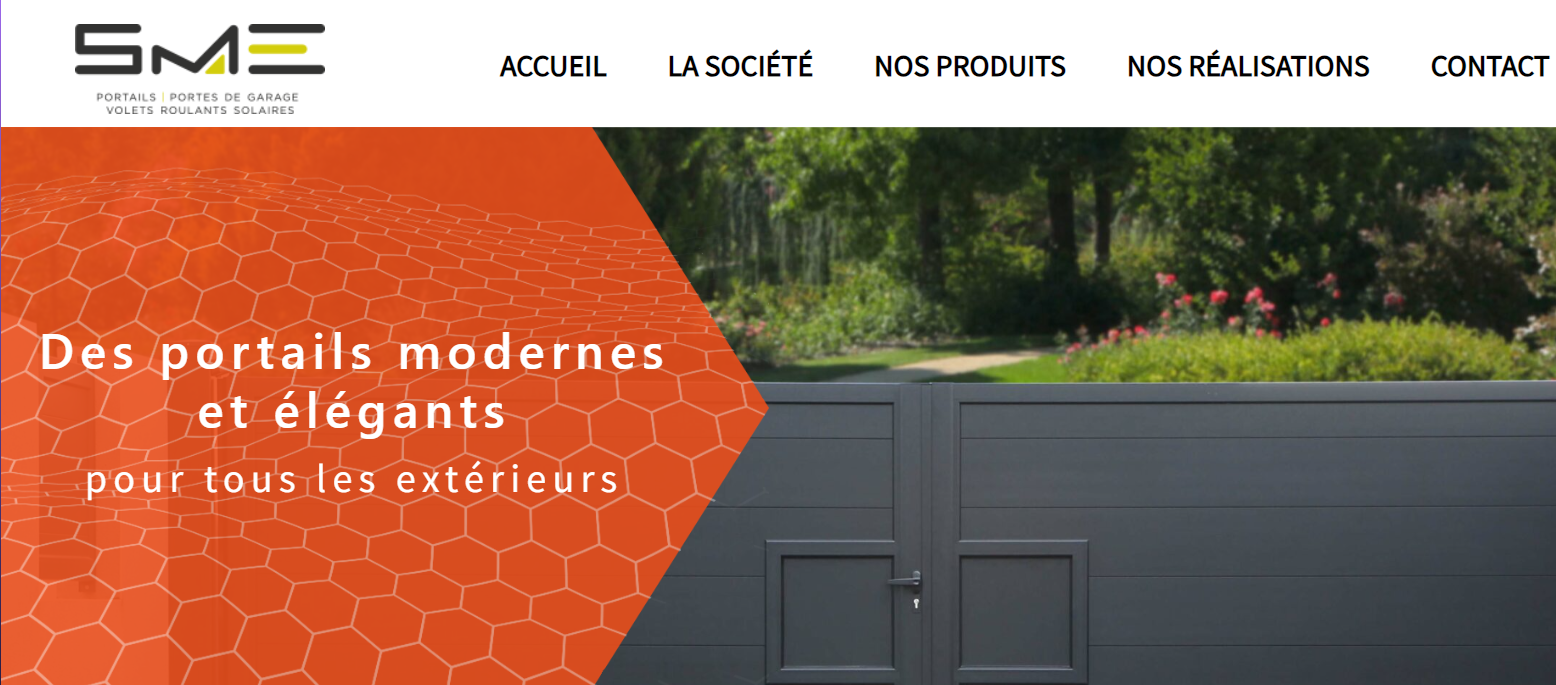 SME
PORTAILS | PORTES DE GARAGE
VOLETS ROULANTS SOLAIRES
ACCUEIL LA SOCIÉTÉ NOS PRODUITS NOS RÉALISATIONS CONTACT
Des portails modernes
et élégants
pour tous les extérieurs